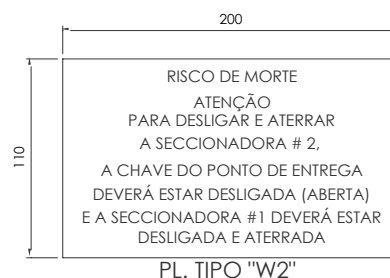 200
110
RISCO DE MORTE
ATENÇÃO
PARA DESLIGAR E ATERRAR
A SECCIONADORA # 2,
A CHAVE DO PONTO DE ENTREGA
DEVERÁ ESTAR DESLIGADA (ABERTA)
E A SECCIONADORA #1 DEVERÁ ESTAR
DESLIGADA E ATERRADA
PL. TIPO "W2"